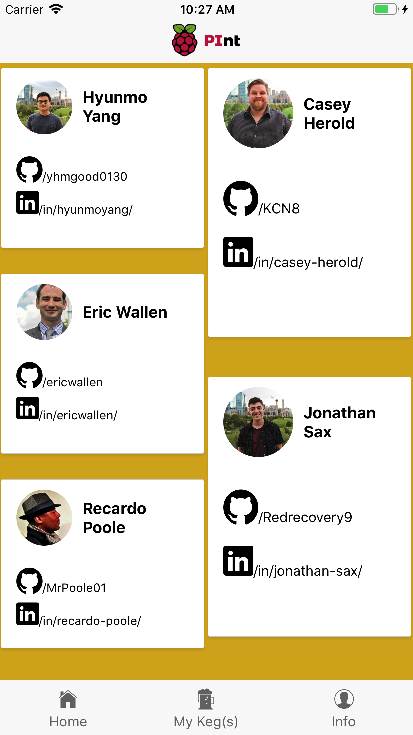 Carrier 10:27 AM
PInt
Hyunmo
Yang
/yhmgood0130
/in/hyunmoyang/
Casey
Herold
/KCN8
/in/casey-herold/
Eric Wallen
/ericwallen
/in/ericwallen/
Jonathan
Sax
/Redrecovery9
/in/jonathan-sax/
Recardo
Poole
/MrPoole01
/in/recardo-poole/
Home My Keg(s) Info